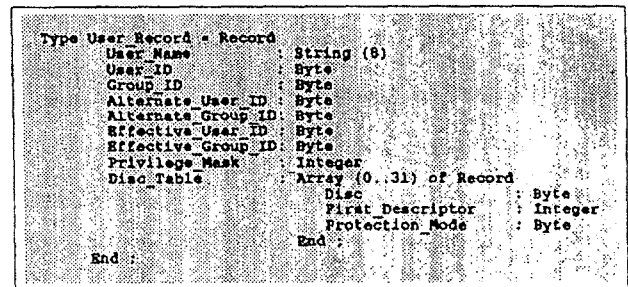 Type User_Record = Record
User_Name : String (8)
User_ID : Byte
Group_ID : Byte
Alternate_User_ID : Byte
Alternate_Group_ID : Byte
Effective_User_ID : Byte
Effective_Group_ID : Byte
Privilege_Mask : Integer
Disc_Table : Array (0..31) of Record
Disc : Byte
First_Descriptor : Integer
Protection_Mode : Byte
End ;
End ;